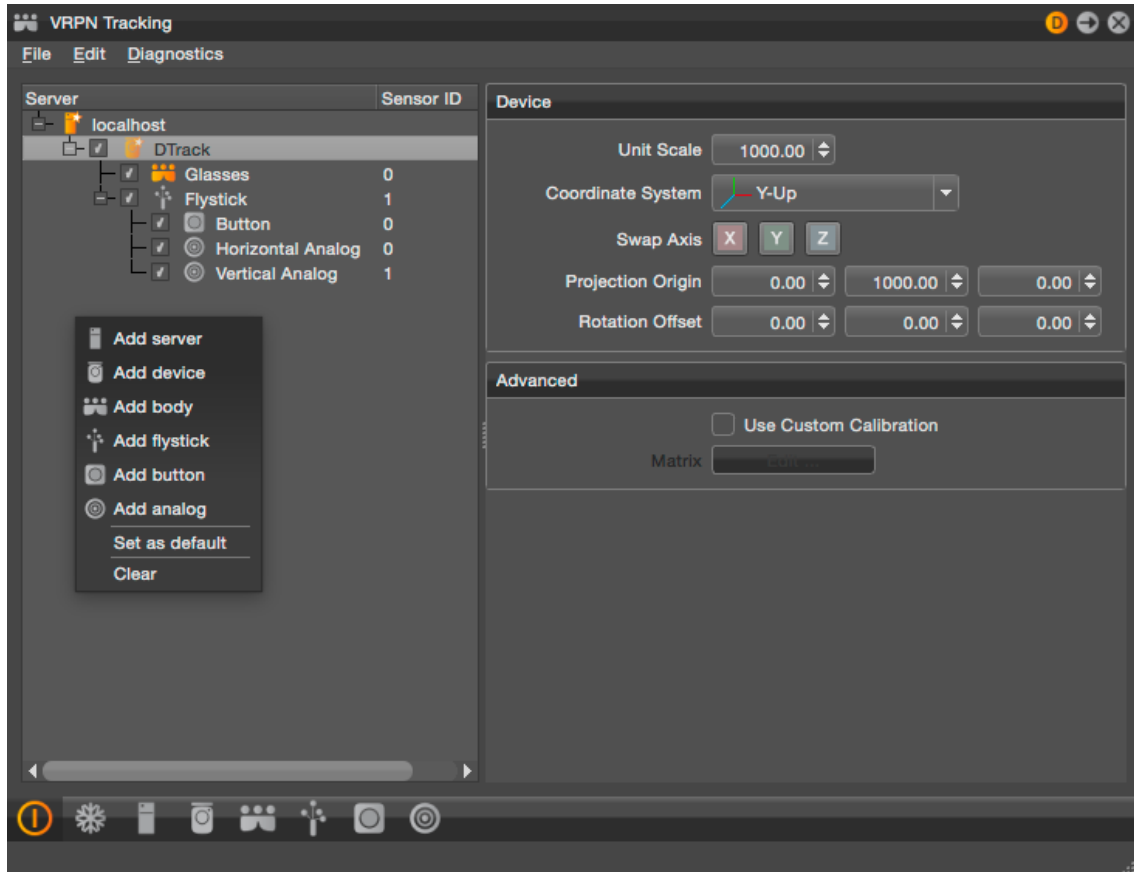 VRPN Tracking
D
File Edit Diagnostics
Server Sensor ID
localhost
DTrack
Glasses 0
Flystick 1
Button 0
Horizontal Analog 0
Vertical Analog 1
Add server
Add device
Add body
Add flystick
Add button
Add analog
Set as default
Clear
Device
Unit Scale 1000.00
Coordinate System Y-Up
Swap Axis X Y Z
Projection Origin 0.00 1000.00 0.00
Rotation Offset 0.00 0.00 0.00
Advanced
Use Custom Calibration
Matrix Edit ...